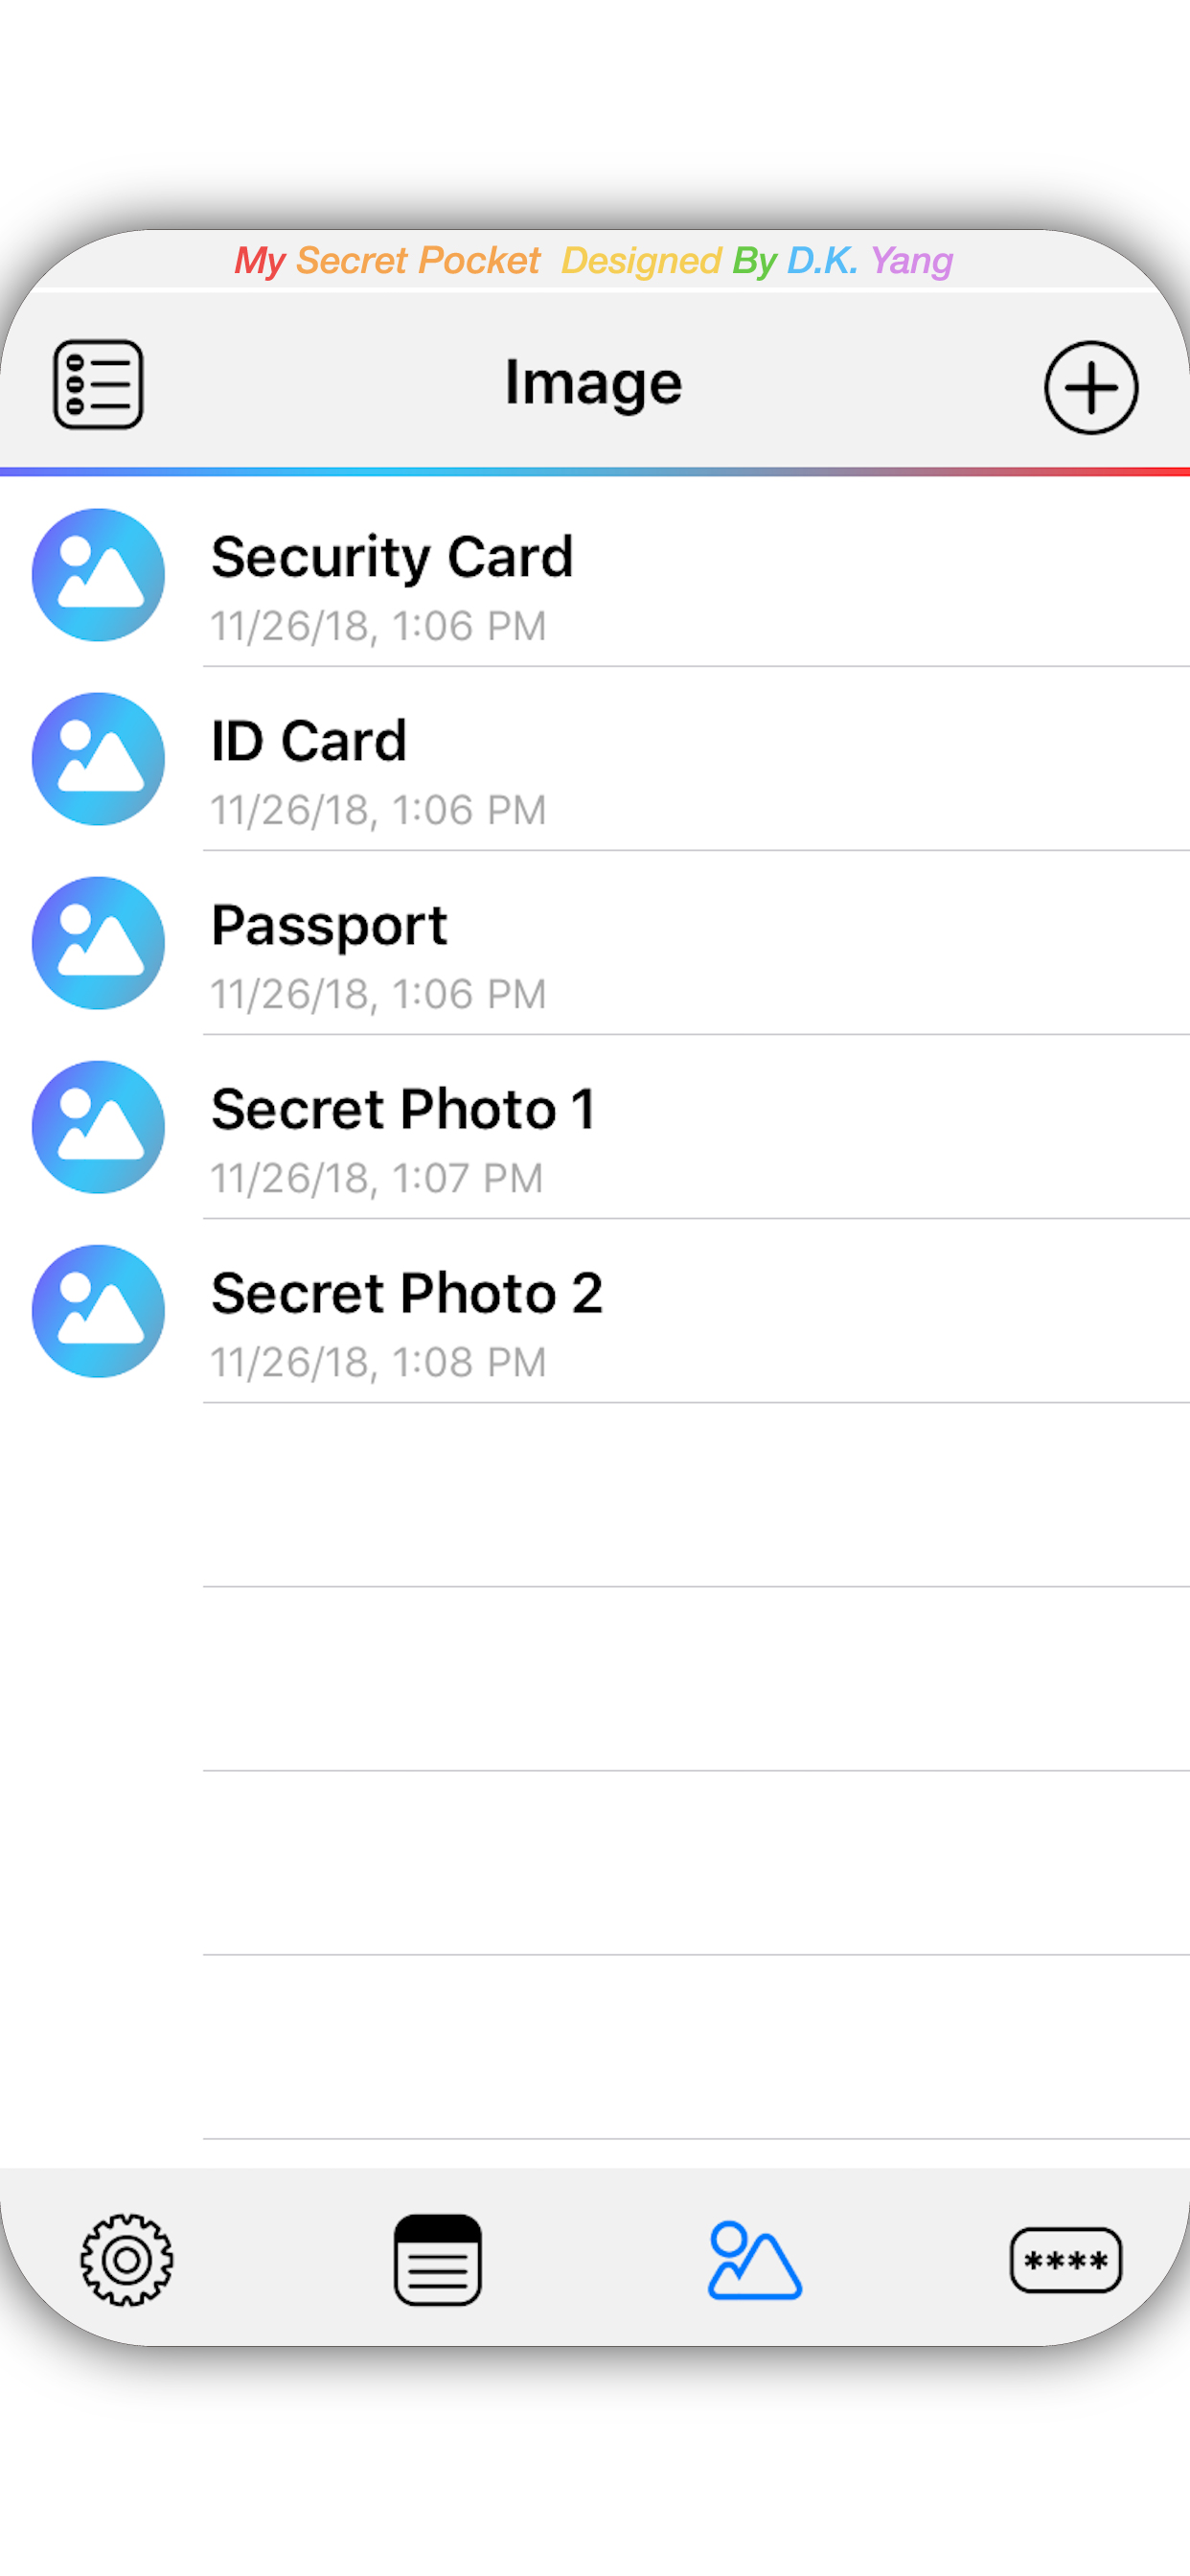 My Secret Pocket Designed By D.K. Yang
Image
Security Card
11/26/18, 1:06 PM
ID Card
11/26/18, 1:06 PM
Passport
11/26/18, 1:06 PM
Secret Photo 1
11/26/18, 1:07 PM
Secret Photo 2
11/26/18, 1:08 PM
****